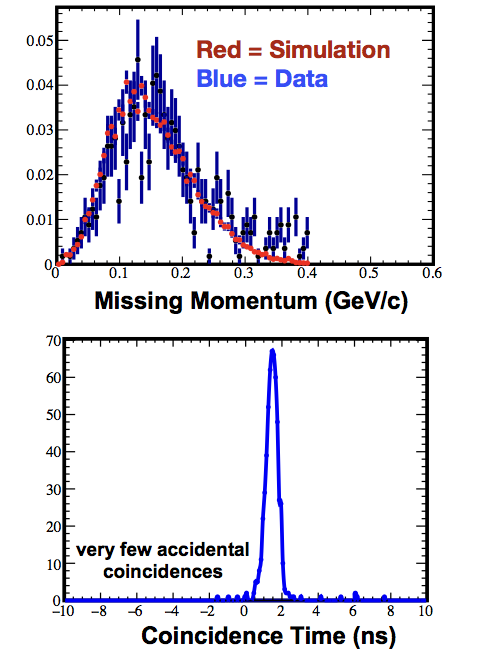 0.05
0.04
0.03
0.02
0.01
0
0 0.1 0.2 0.3 0.4 0.5 0.6
Red = Simulation
Blue = Data
Missing Momentum (GeV/c)
70
60
50
40
30
20
10
0
very few accidental
coincidences
−10 −8 −6 −4 −2 0 2 4 6 8 10
Coincidence Time (ns)